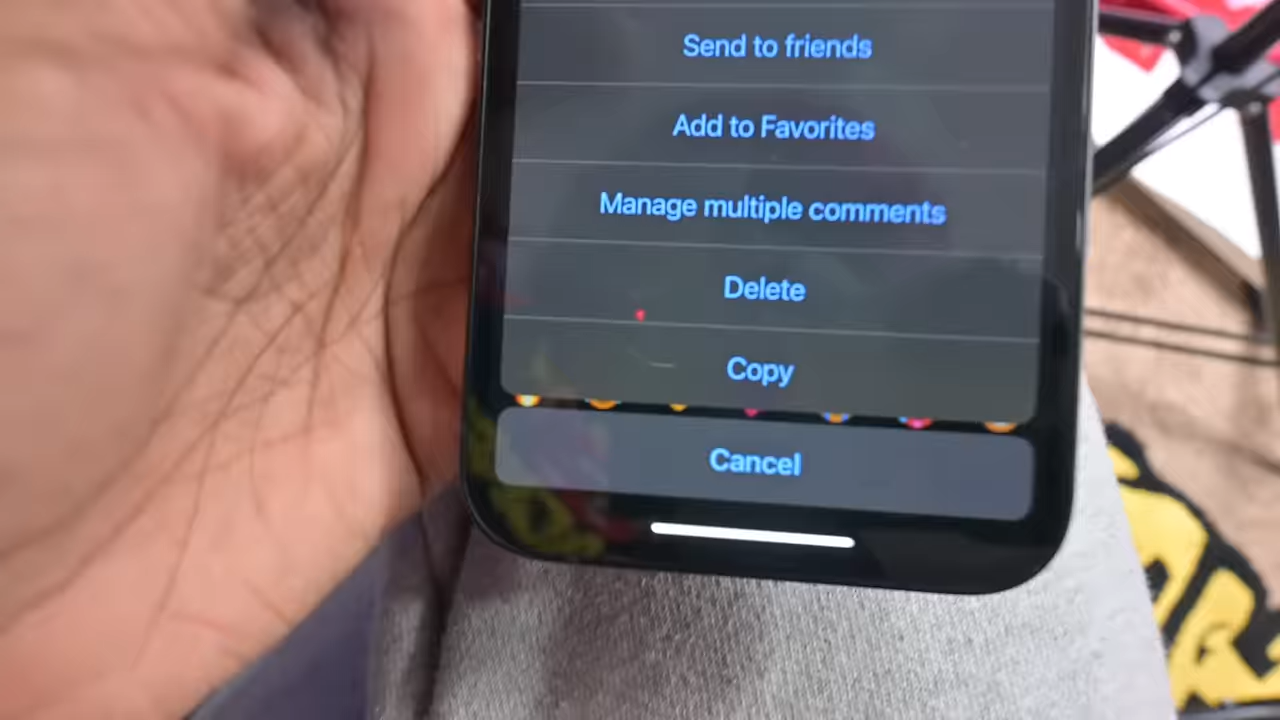 Send to friends
Add to Favorites
Manage multiple comments
Delete
Copy
Cancel